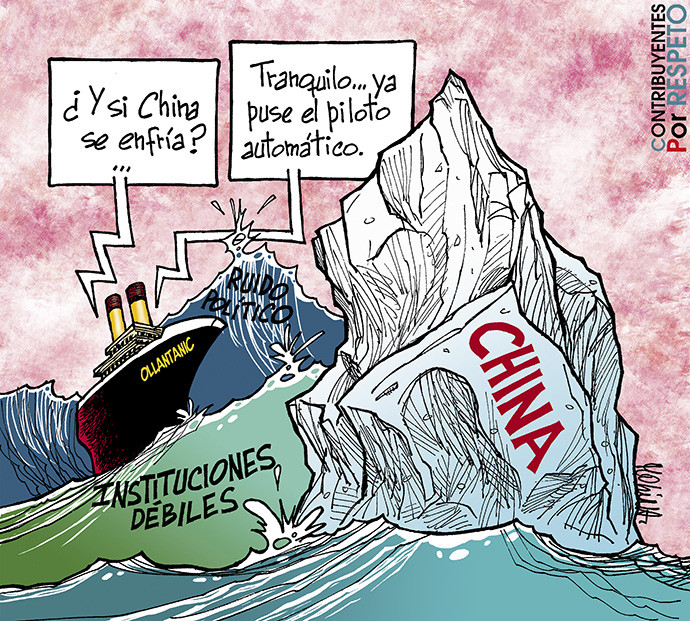 ¿Y si China
se enfría?
...
Tranquilo... ya
puse el piloto
automático.
CONTRIBUYENTES
Por RESPETO
RUIDO
POLÍTICO
OLLANTANIC
CHINA
INSTITUCIONES
DÉBILES